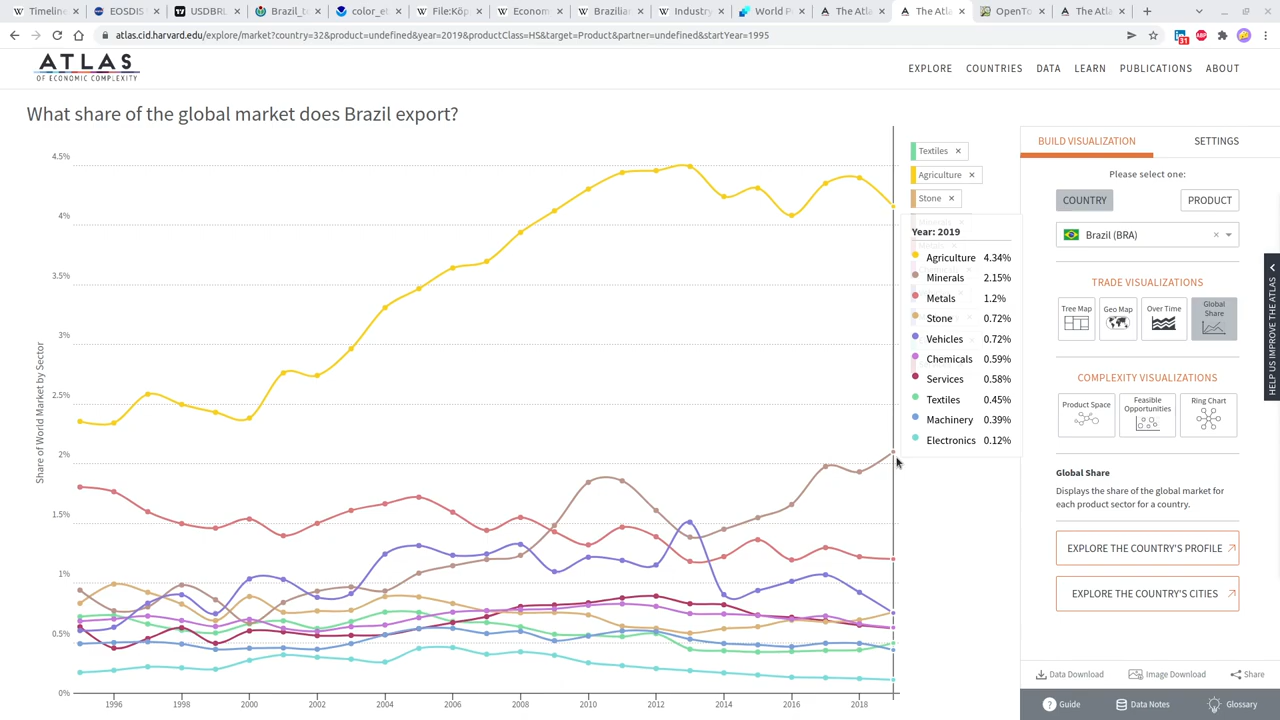 Timeline
EOSDIS
USDBRL
Brazil_t
color_et
File:Köp
Econom
Brazilia
Industry
World P
The Atla
The Atla
OpenTo
The Atla
atlas.cid.harvard.edu/explore/market?country=32&product=undefined&year=2019&productClass=HS&target=Product&partner=undefined&startYear=1995
31
ABP
ATLAS
OF ECONOMIC COMPLEXITY
EXPLORE COUNTRIES DATA LEARN PUBLICATIONS ABOUT
What share of the global market does Brazil export?
Share of World Market by Sector
4.5%
4%
3.5%
3%
2.5%
2%
1.5%
1%
0.5%
0%
1996 1998 2000 2002 2004 2006 2008 2010 2012 2014 2016 2018
Textiles ×
Agriculture ×
Stone ×
Year: 2019
Agriculture 4.34%
Minerals 2.15%
Metals 1.2%
Stone 0.72%
Vehicles 0.72%
Chemicals 0.59%
Services 0.58%
Textiles 0.45%
Machinery 0.39%
Electronics 0.12%
BUILD VISUALIZATION SETTINGS
Please select one:
COUNTRY PRODUCT
Brazil (BRA)
TRADE VISUALIZATIONS
Tree Map
Geo Map
Over Time
Global
Share
COMPLEXITY VISUALIZATIONS
Product Space
Feasible
Opportunities
Ring Chart
Global Share
Displays the share of the global market for
each product sector for a country.
EXPLORE THE COUNTRY'S PROFILE
EXPLORE THE COUNTRY'S CITIES
HELP US IMPROVE THE ATLAS
Data Download Image Download Share
Guide Data Notes Glossary